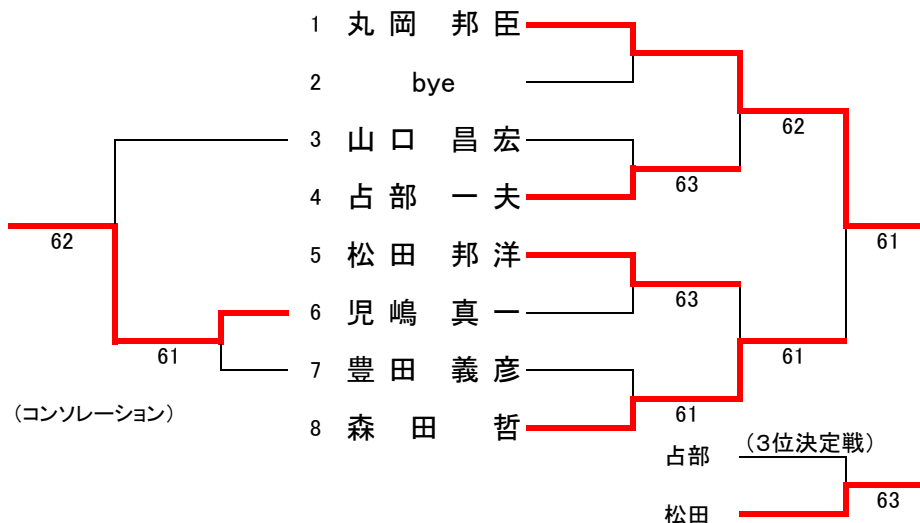 1 丸岡 邦臣
2 bye
62
3 山口 昌宏
63
4 占部 一夫
62
61
5 松田 邦洋
63
6 児嶋 真一
61
61
7 豊田 義彦
61
(コンソレーション)
8 森田 哲
占部 (3位決定戦)
63
松田